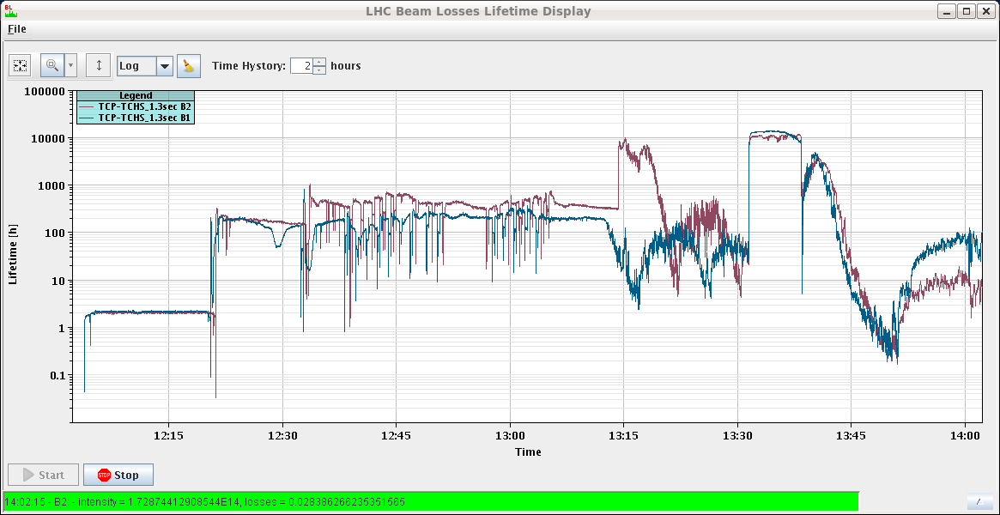 BL
LHC Beam Losses Lifetime Display
File
Log
Time Hystory: 2 hours
Legend
TCP-TCHS_1.3sec B2
TCP-TCHS_1.3sec B1
100000
10000
1000
100
10
1
0.1
Lifetime [h]
12:15 12:30 12:45 13:00 13:15 13:30 13:45 14:00
Time
Start STOP Stop
14:02:15 - B2: - intensity = 1.72874412908544E14, losses = 0.028386266235351565